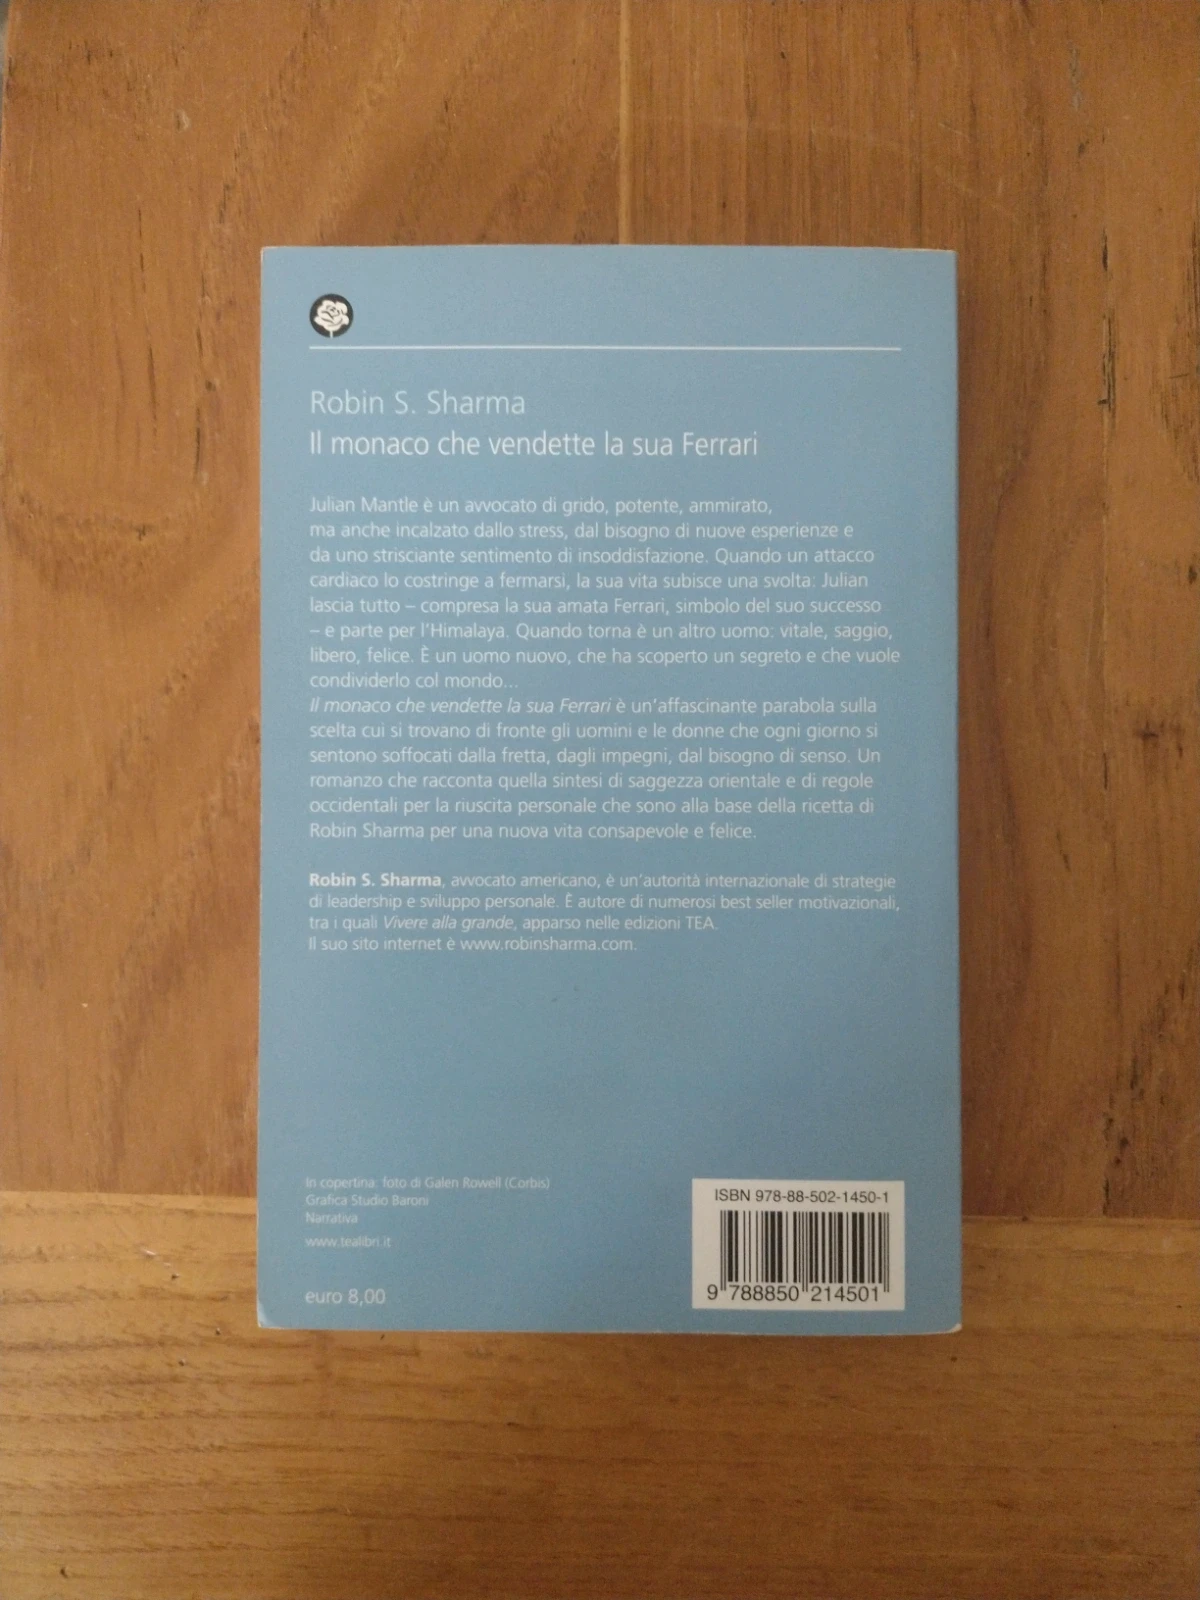 Robin S. Sharma
Il monaco che vendette la sua Ferrari
Julian Mantle è un avvocato di grido, potente, ammirato,
ma anche incalzato dallo stress, dal bisogno di nuove esperienze e
da uno strisciante sentimento di insoddisfazione. Quando un attacco
cardiaco lo costringe a fermarsi, la sua vita subisce una svolta: Julian
lascia tutto – compresa la sua amata Ferrari, simbolo del suo successo
– e parte per l'Himalaya. Quando torna è un altro uomo: vitale, saggio,
libero, felice. È un uomo nuovo, che ha scoperto un segreto e che vuole
condividerlo col mondo...
Il monaco che vendette la sua Ferrari è un'affascinante parabola sulla
scelta cui si trovano di fronte gli uomini e le donne che ogni giorno si
sentono soffocati dalla fretta, dagli impegni, dal bisogno di senso. Un
romanzo che racconta quella sintesi di saggezza orientale e di regole
occidentali per la riuscita personale che sono alla base della ricetta di
Robin Sharma per una nuova vita consapevole e felice.
Robin S. Sharma, avvocato americano, è un'autorità internazionale di strategie
di leadership e sviluppo personale. È autore di numerosi best seller motivazionali,
tra i quali Vivere alla grande, apparso nelle edizioni TEA.
Il suo sito internet è www.robinsharma.com.
In copertina: foto di Galen Rowell (Corbis)
Grafica Studio Baroni
Narrativa
www.tealibri.it
euro 8,00
ISBN 978-88-502-1450-1
9 788850 214501